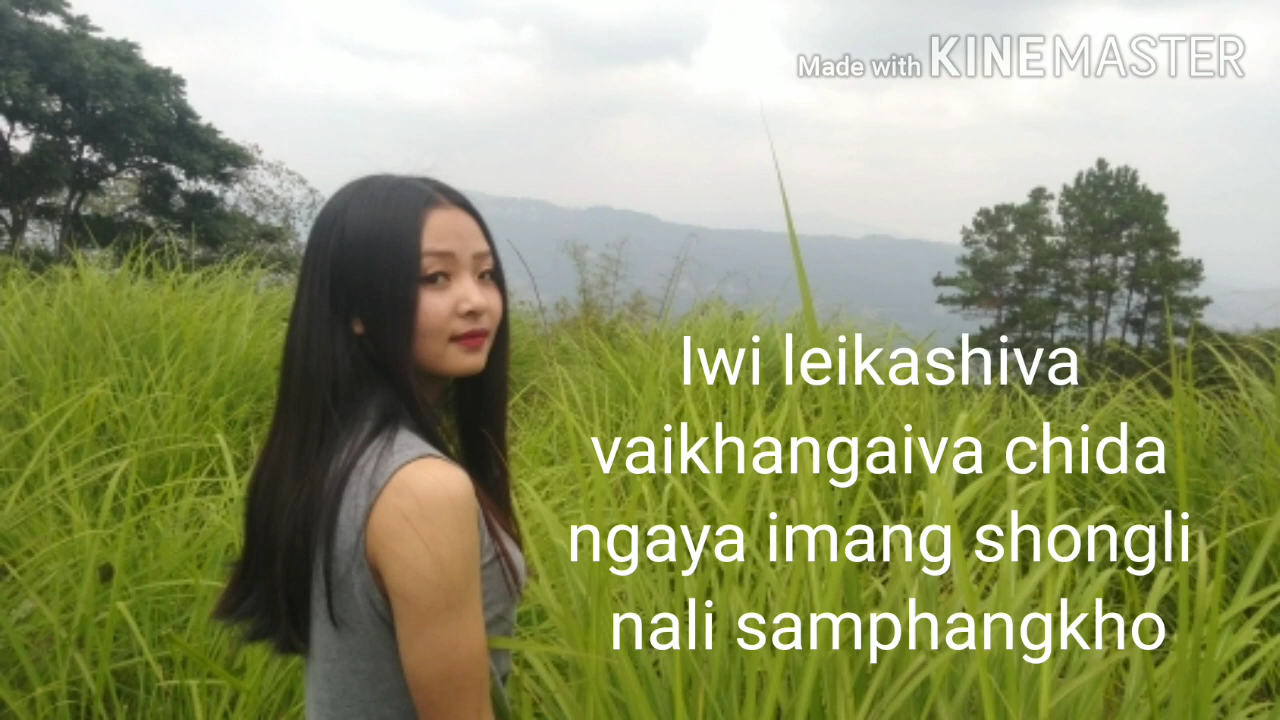 Made with KINEMASTER
Iwi leikashiva
vaikhangaiva chida
ngaya imang shongli
nali samphangkho